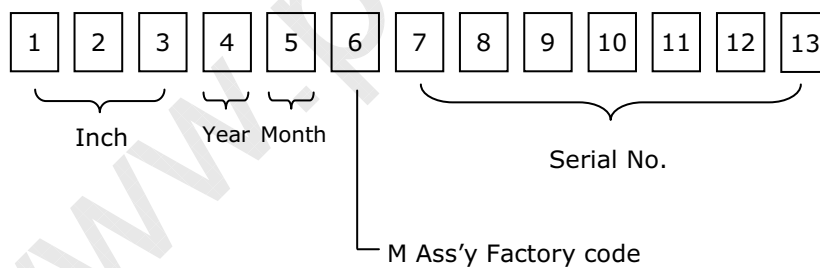 1 2 3 4 5 6 7 8 9 10 11 12 13
Inch Year Month
Serial No.
M Ass'y Factory code
www.p